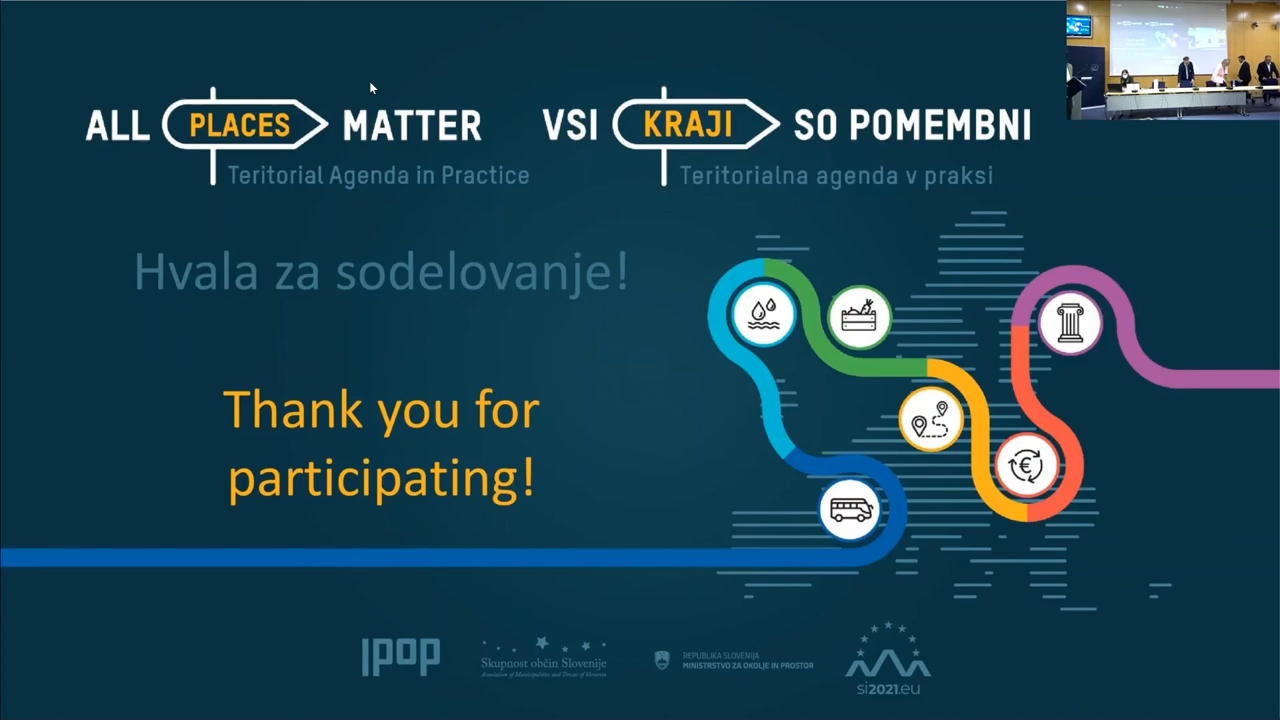 ALL PLACES MATTER
Teritorial Agenda in Practice
VSI KRAJI SO POMEMBNI
Teritorialna agenda v praksi
Hvala za sodelovanje!
Thank you for
participating!
€
IPOP
Skupnost občin Slovenije
Association of Municipalities and Towns of Slovenia
REPUBLIKA SLOVENIJA
MINISTRSTVO ZA OKOLJE IN PROSTOR
si2021.eu